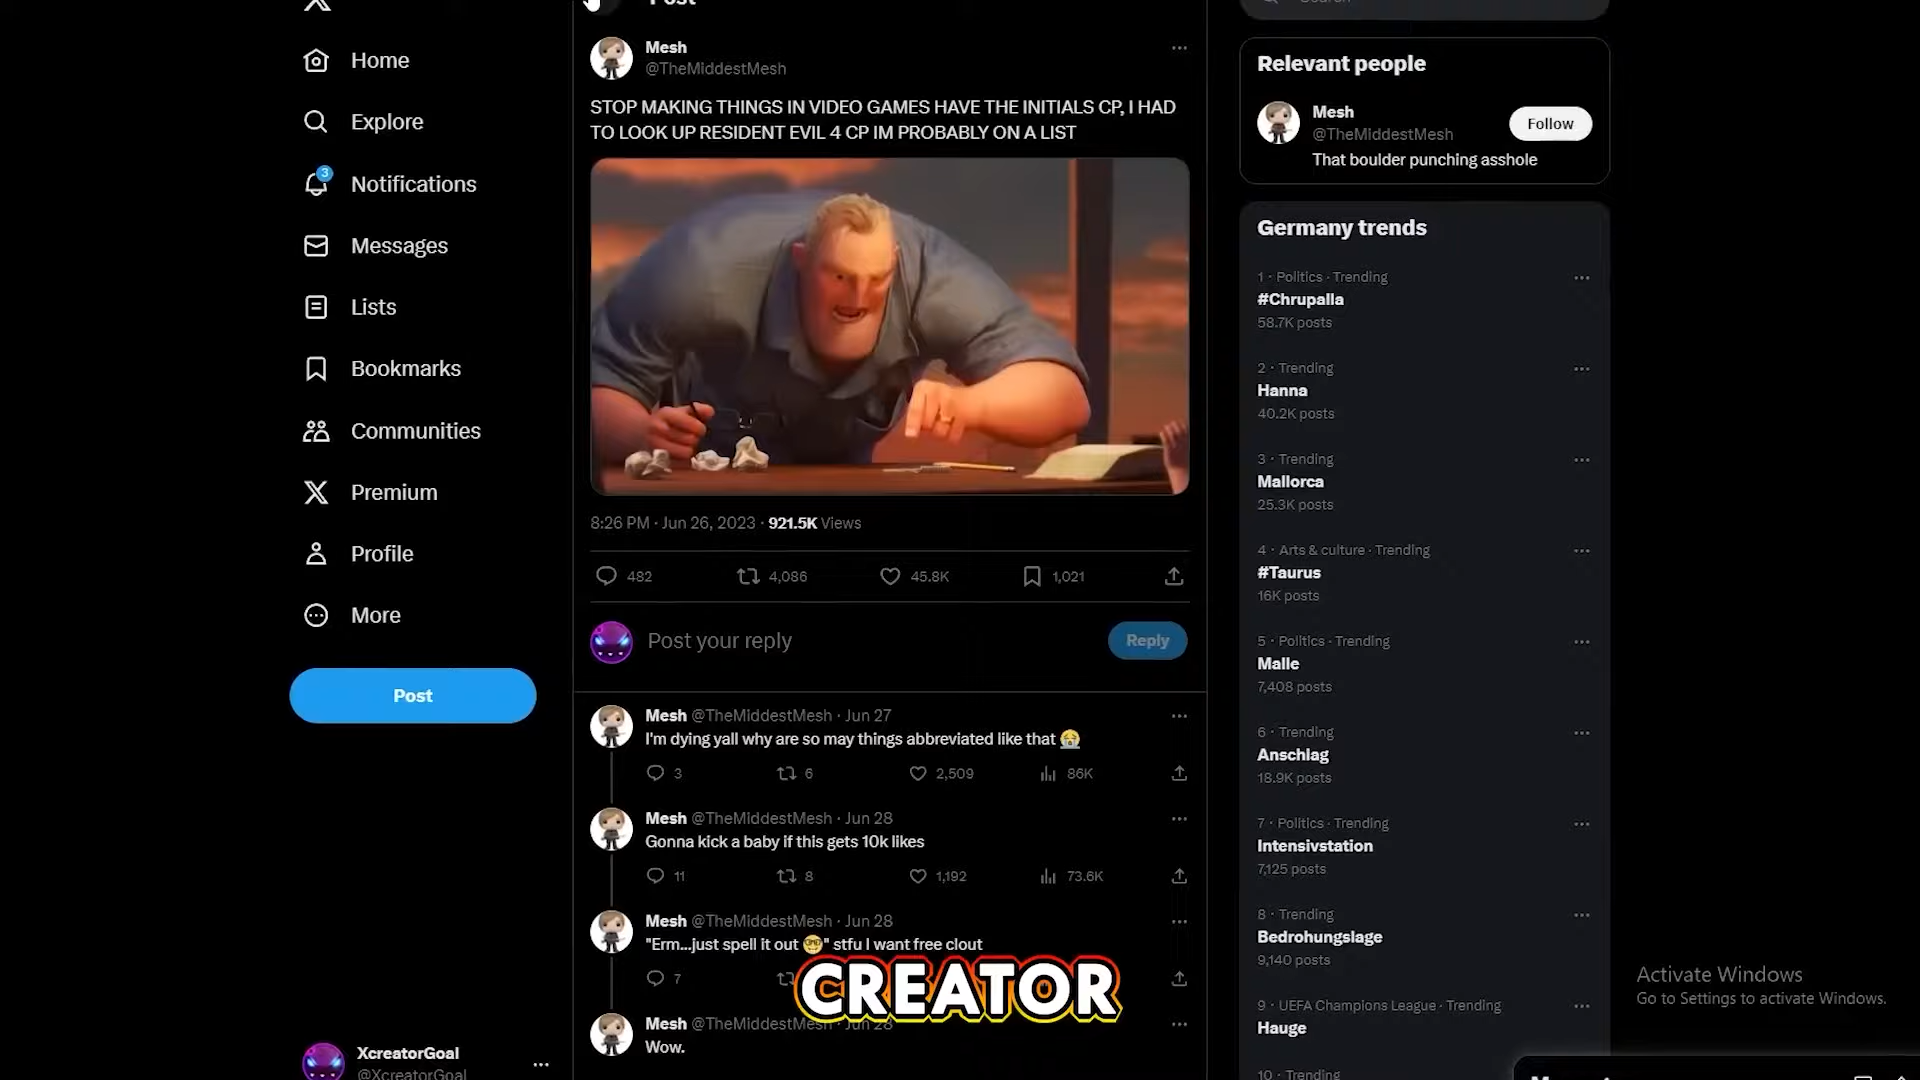 Home
Explore
3
Notifications
Messages
Lists
Bookmarks
Communities
Premium
Profile
More
Post
XcreatorGoal
@XcreatorGoal
Post
Mesh
@TheMiddestMesh
STOP MAKING THINGS IN VIDEO GAMES HAVE THE INITIALS CP, I HAD
TO LOOK UP RESIDENT EVIL 4 CP IM PROBABLY ON A LIST
8:26 PM · Jun 26, 2023 · 921.5K Views
482 4,086 45.8K 1,021
Post your reply
Reply
Mesh @TheMiddestMesh · Jun 27
I'm dying yall why are so may things abbreviated like that 😭
3 6 2,509 86K
Mesh @TheMiddestMesh · Jun 28
Gonna kick a baby if this gets 10k likes
11 8 1,192 73.6K
Mesh @TheMiddestMesh · Jun 28
"Erm...just spell it out 🤓" stfu I want free clout
7
CREATOR
Mesh @TheMiddestMesh · Jun 28
Wow.
Search
Relevant people
Mesh
@TheMiddestMesh
Follow
That boulder punching asshole
Germany trends
1 · Politics · Trending
#Chrupalla
58.7K posts
2 · Trending
Hanna
40.2K posts
3 · Trending
Mallorca
25.3K posts
4 · Arts & culture · Trending
#Taurus
16K posts
5 · Politics · Trending
Malle
7,408 posts
6 · Trending
Anschlag
18.9K posts
7 · Politics · Trending
Intensivstation
7,125 posts
8 · Trending
Bedrohungslage
9,140 posts
9 · UEFA Champions League · Trending
Hauge
10 · Trending
Activate Windows
Go to Settings to activate Windows.